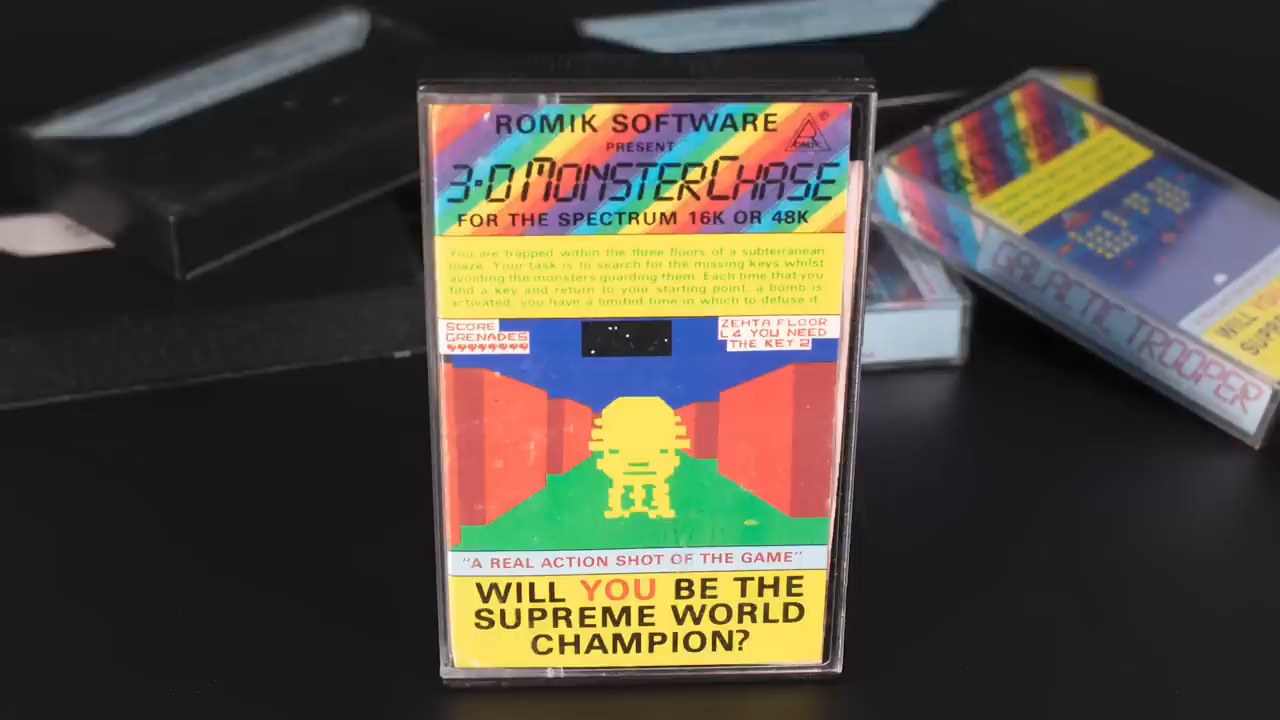 ROMIK SOFTWARE
PRESENT
3·D MONSTER CHASE
FOR THE SPECTRUM 16K OR 48K
You are trapped within the three floors of a subterranean
maze. Your task is to search for the missing keys whilst
avoiding the monsters guarding them. Each time that you
find a key and return to your starting point, a bomb is
activated, you have a limited time in which to defuse it.
SCORE
GRENADES
ZEHTA FLOOR
L4 YOU NEED
THE KEY 2
"A REAL ACTION SHOT OF THE GAME"
WILL YOU BE THE
SUPREME WORLD
CHAMPION?
GALACTIC TROOPER